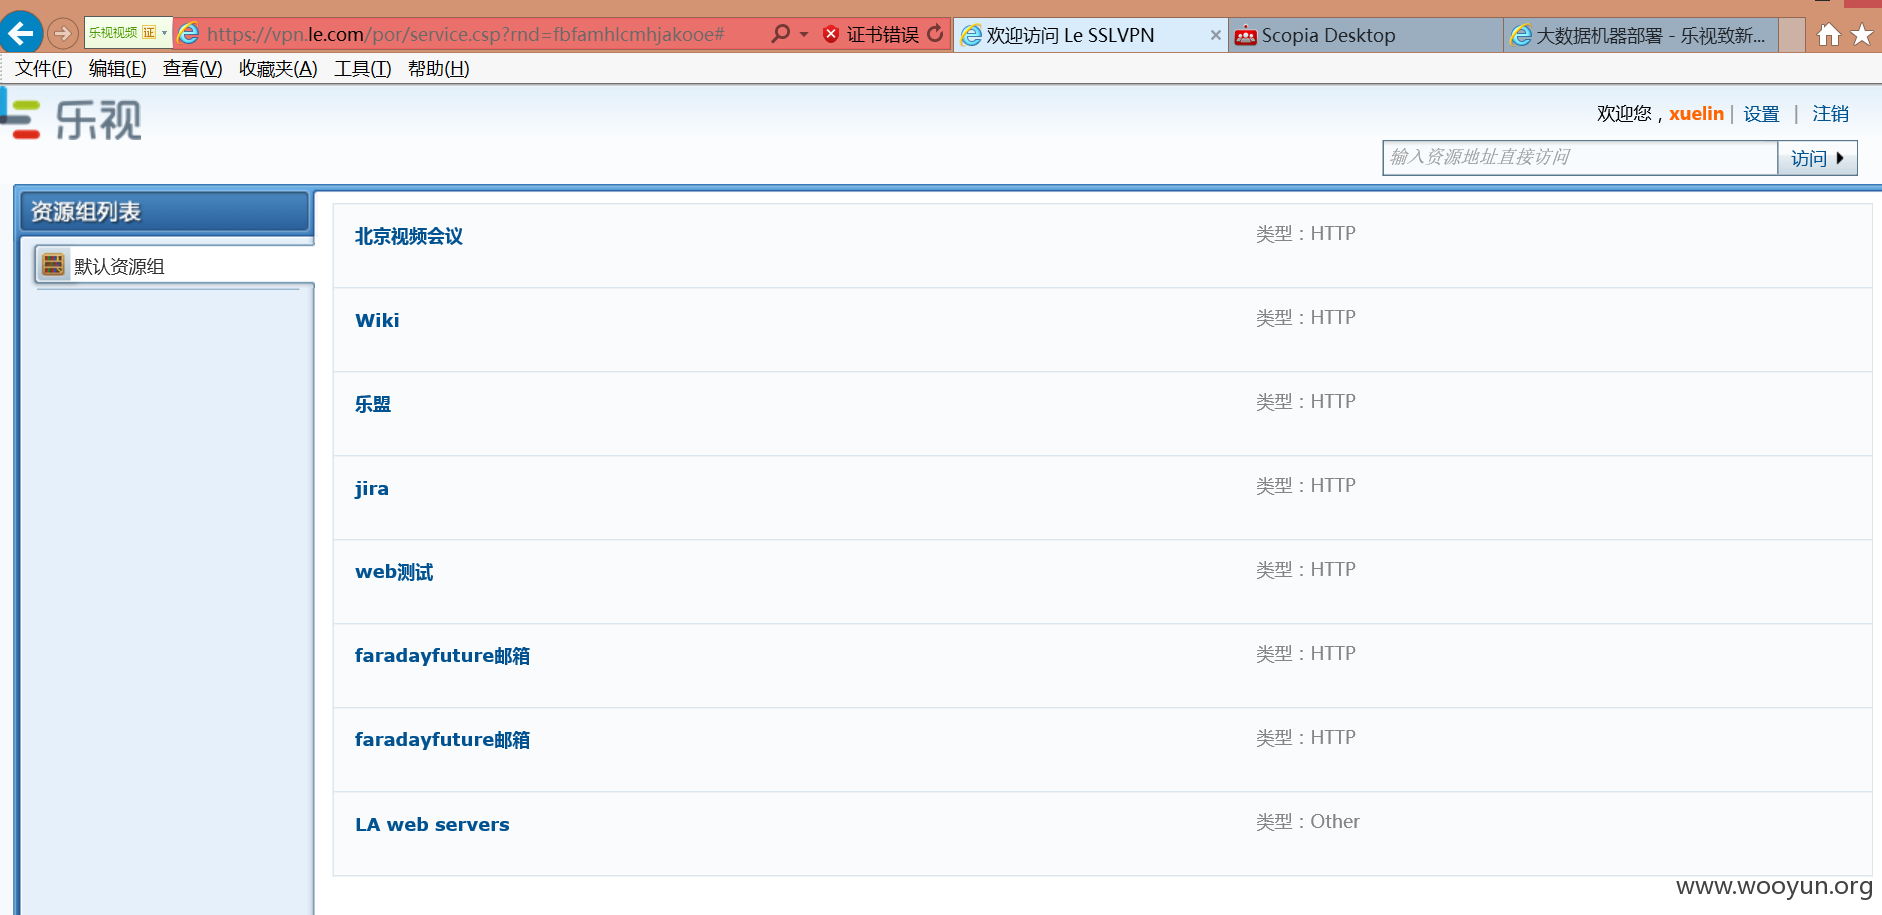 乐视视频 证
https://vpn.le.com/por/service.csp?rnd=fbfamhlcmhjakooe#
证书错误
欢迎访问 Le SSLVPN
Scopia Desktop
大数据机器部署 - 乐视致新...
文件(F) 编辑(E) 查看(V) 收藏夹(A) 工具(T) 帮助(H)
乐视
欢迎您，xuelin | 设置 | 注销
输入资源地址直接访问
访问
资源组列表
默认资源组
北京视频会议 类型：HTTP
Wiki 类型：HTTP
乐盟 类型：HTTP
jira 类型：HTTP
web测试 类型：HTTP
faradayfuture邮箱 类型：HTTP
faradayfuture邮箱 类型：HTTP
LA web servers 类型：Other
www.wooyun.org